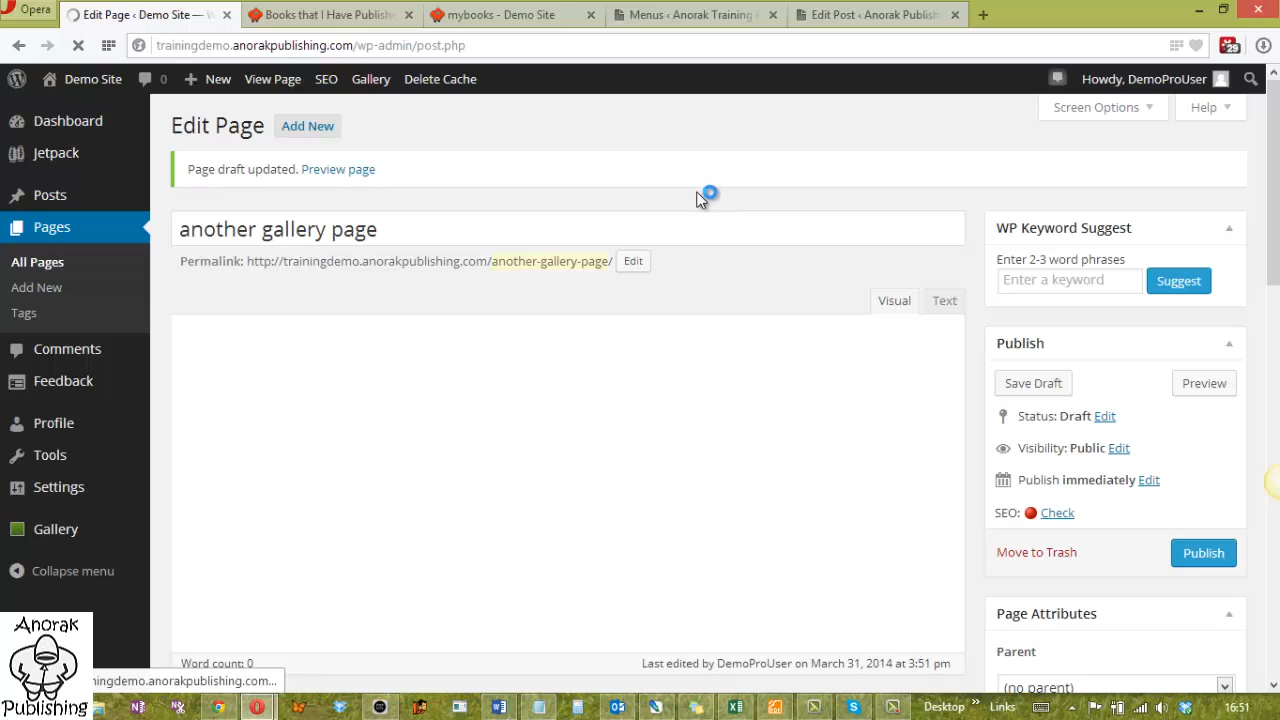 Opera
Edit Page ‹ Demo Site — W
Books that I Have Publishe
mybooks - Demo Site
Menus ‹ Anorak Training
Edit Post ‹ Anorak Publish
trainingdemo.anorakpublishing.com/wp-admin/post.php
29
Demo Site
0
New
View Page
SEO
Gallery
Delete Cache
Howdy, DemoProUser
Screen Options
Help
Dashboard
Jetpack
Posts
Pages
All Pages
Add New
Tags
Comments
Feedback
Profile
Tools
Settings
Gallery
Collapse menu
Edit Page
Add New
Page draft updated. Preview page
another gallery page
Permalink: http://trainingdemo.anorakpublishing.com/another-gallery-page/
Edit
Visual
Text
Word count: 0
Last edited by DemoProUser on March 31, 2014 at 3:51 pm
WP Keyword Suggest
Enter 2-3 word phrases
Enter a keyword
Suggest
Publish
Save Draft
Preview
Status: Draft Edit
Visibility: Public Edit
Publish immediately Edit
SEO: Check
Move to Trash
Publish
Page Attributes
Parent
(no parent)
Anorak
Publishing
ningdemo.anorakpublishing.com...
Desktop
Links
16:51